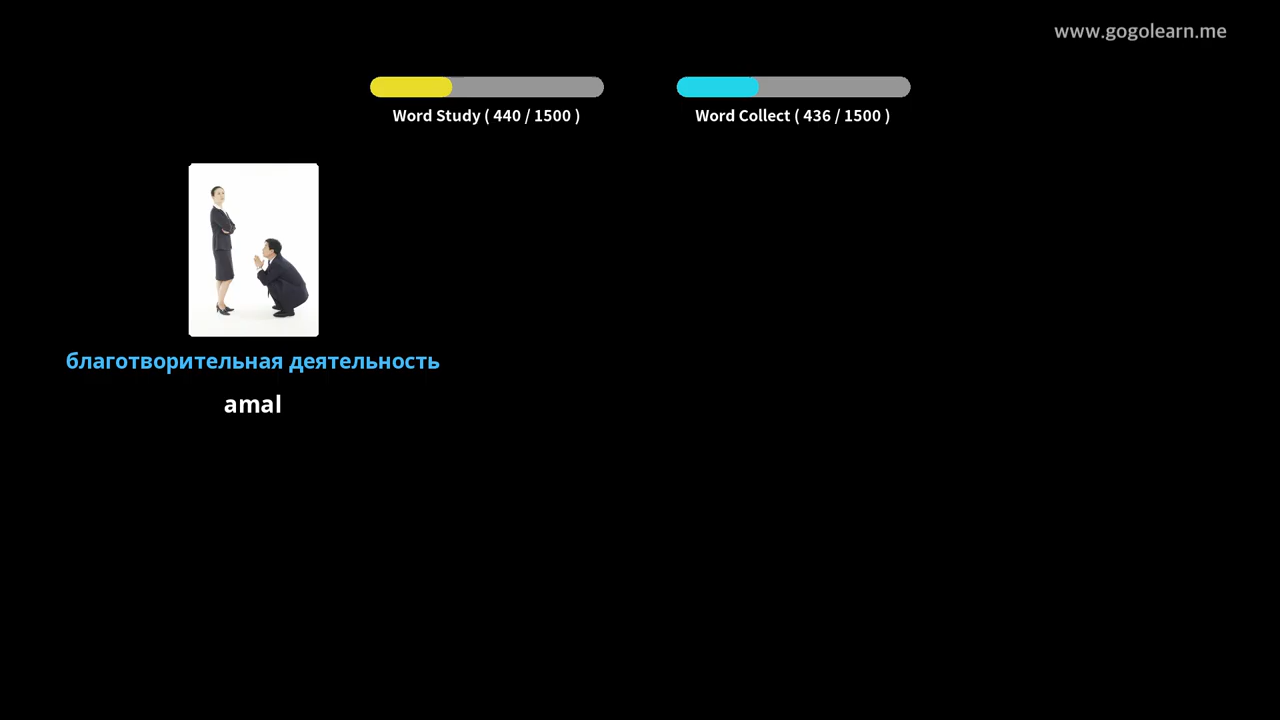 www.gogolearn.me
Word Study ( 440 / 1500 )
Word Collect ( 436 / 1500 )
благотворительная деятельность
amal